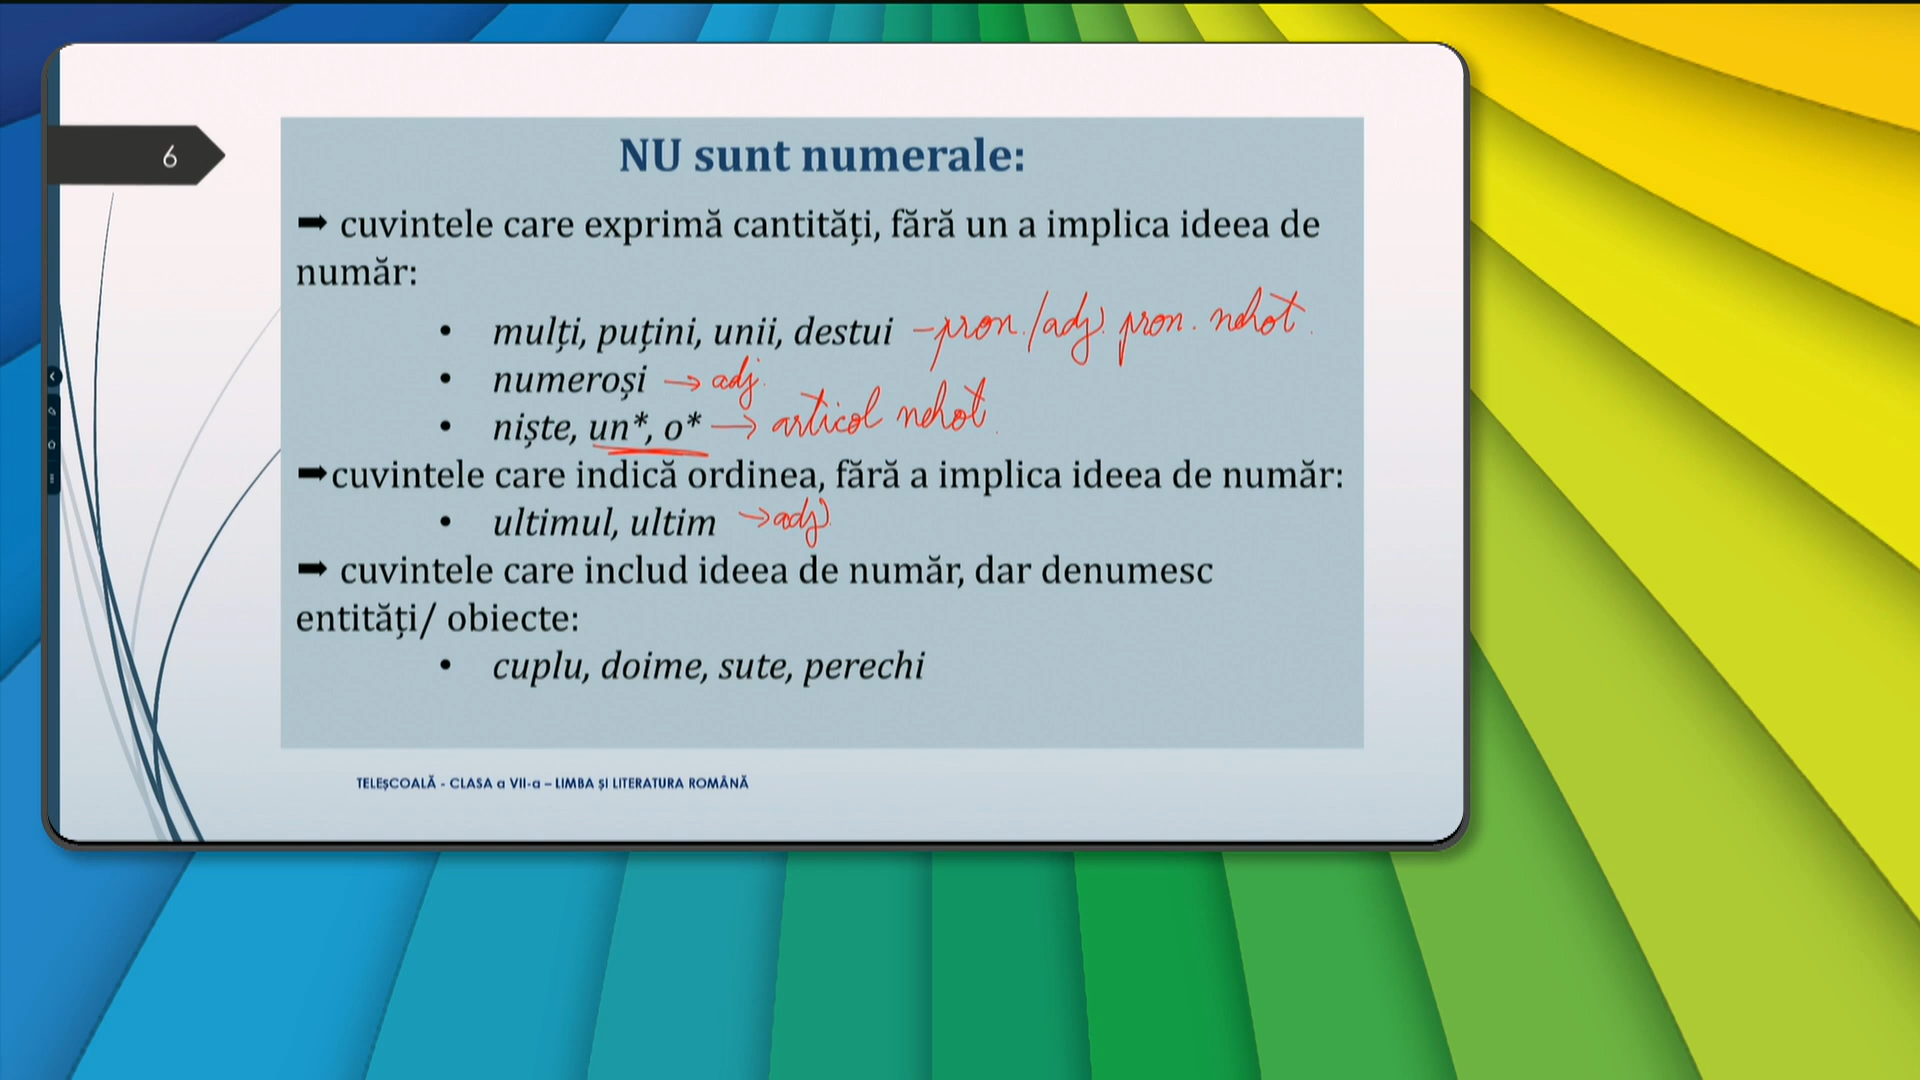 6
NU sunt numerale:
➡ cuvintele care exprimă cantități, fără un a implica ideea de
număr:
• mulți, puțini, unii, destui – pron./adj. pron. nehot.
• numeroși → adj.
• niște, un*, o* → articol nehot.
➡cuvintele care indică ordinea, fără a implica ideea de număr:
• ultimul, ultim → adj.
➡ cuvintele care includ ideea de număr, dar denumesc
entități/ obiecte:
• cuplu, doime, sute, perechi
TELEȘCOALĂ - CLASA a VII-a – LIMBA ȘI LITERATURA ROMÂNĂ